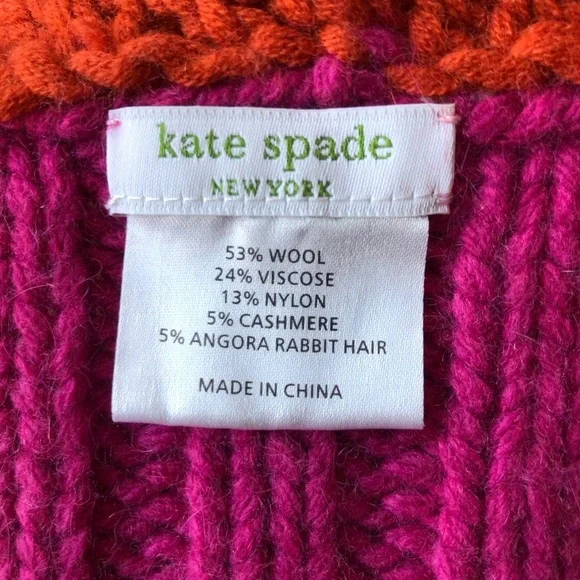 kate spade
NEW YORK
53% WOOL
24% VISCOSE
13% NYLON
5% CASHMERE
5% ANGORA RABBIT HAIR
MADE IN CHINA